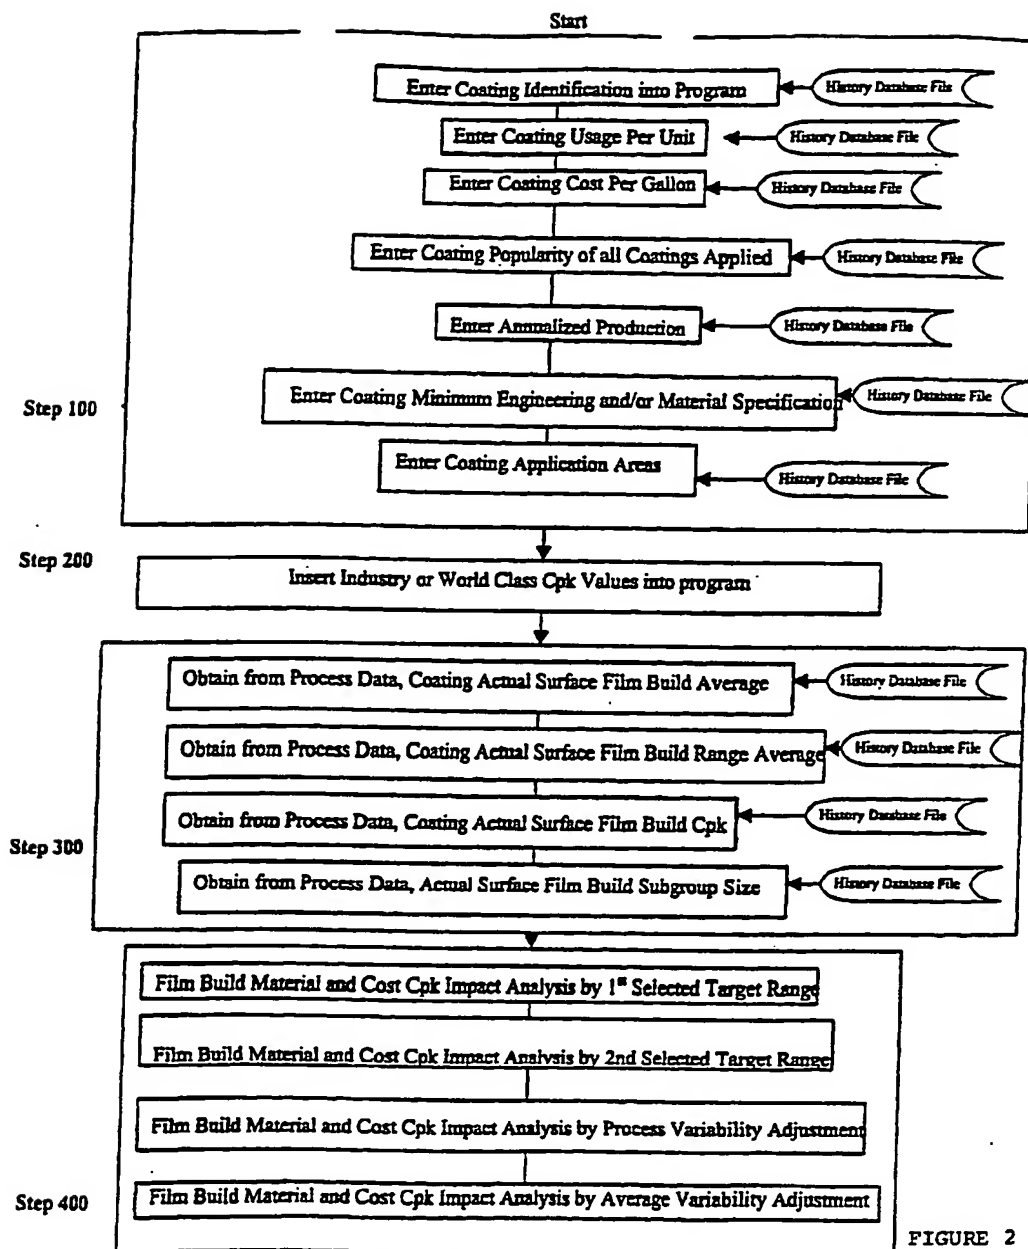 Start
Enter Coating Identification into Program
History Database File
Enter Coating Usage Per Unit
History Database File
Enter Coating Cost Per Gallon
History Database File
Enter Coating Popularity of all Coatings Applied
History Database File
Enter Annualized Production
History Database File
Step 100
Enter Coating Minimum Engineering and/or Material Specification
History Database File
Enter Coating Application Areas
History Database File
Step 200
Insert Industry or World Class Cpk Values into program
Obtain from Process Data, Coating Actual Surface Film Build Average
History Database File
Obtain from Process Data, Coating Actual Surface Film Build Range Average
History Database File
Step 300
Obtain from Process Data, Coating Actual Surface Film Build Cpk
History Database File
Obtain from Process Data, Actual Surface Film Build Subgroup Size
History Database File
Film Build Material and Cost Cpk Impact Analysis by 1st Selected Target Range
Film Build Material and Cost Cpk Impact Analysis by 2nd Selected Target Range
Film Build Material and Cost Cpk Impact Analysis by Process Variability Adjustment
Step 400
Film Build Material and Cost Cpk Impact Analysis by Average Variability Adjustment
FIGURE 2